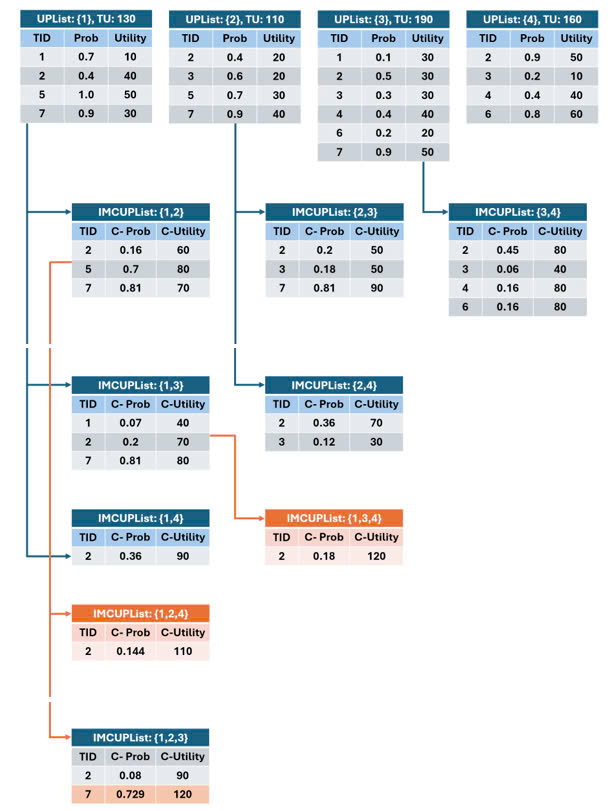 UPList: {1}, TU: 130
TID Prob Utility
1 0.7 10
2 0.4 40
5 1.0 50
7 0.9 30
UPList: {2}, TU: 110
TID Prob Utility
2 0.4 20
3 0.6 20
5 0.7 30
7 0.9 40
UPList: {3}, TU: 190
TID Prob Utility
1 0.1 30
2 0.5 30
3 0.3 30
4 0.4 40
6 0.2 20
7 0.9 50
UPList: {4}, TU: 160
TID Prob Utility
2 0.9 50
3 0.2 10
4 0.4 40
6 0.8 60
IMCUPList: {1,2}
TID C- Prob C-Utility
2 0.16 60
5 0.7 80
7 0.81 70
IMCUPList: {2,3}
TID C- Prob C-Utility
2 0.2 50
3 0.18 50
7 0.81 90
IMCUPList: {3,4}
TID C- Prob C-Utility
2 0.45 80
3 0.06 40
4 0.16 80
6 0.16 80
IMCUPList: {1,3}
TID C- Prob C-Utility
1 0.07 40
2 0.2 70
7 0.81 80
IMCUPList: {2,4}
TID C- Prob C-Utility
2 0.36 70
3 0.12 30
IMCUPList: {1,4}
TID C- Prob C-Utility
2 0.36 90
IMCUPList: {1,3,4}
TID C- Prob C-Utility
2 0.18 120
IMCUPList: {1,2,4}
TID C- Prob C-Utility
2 0.144 110
IMCUPList: {1,2,3}
TID C- Prob C-Utility
2 0.08 90
7 0.729 120